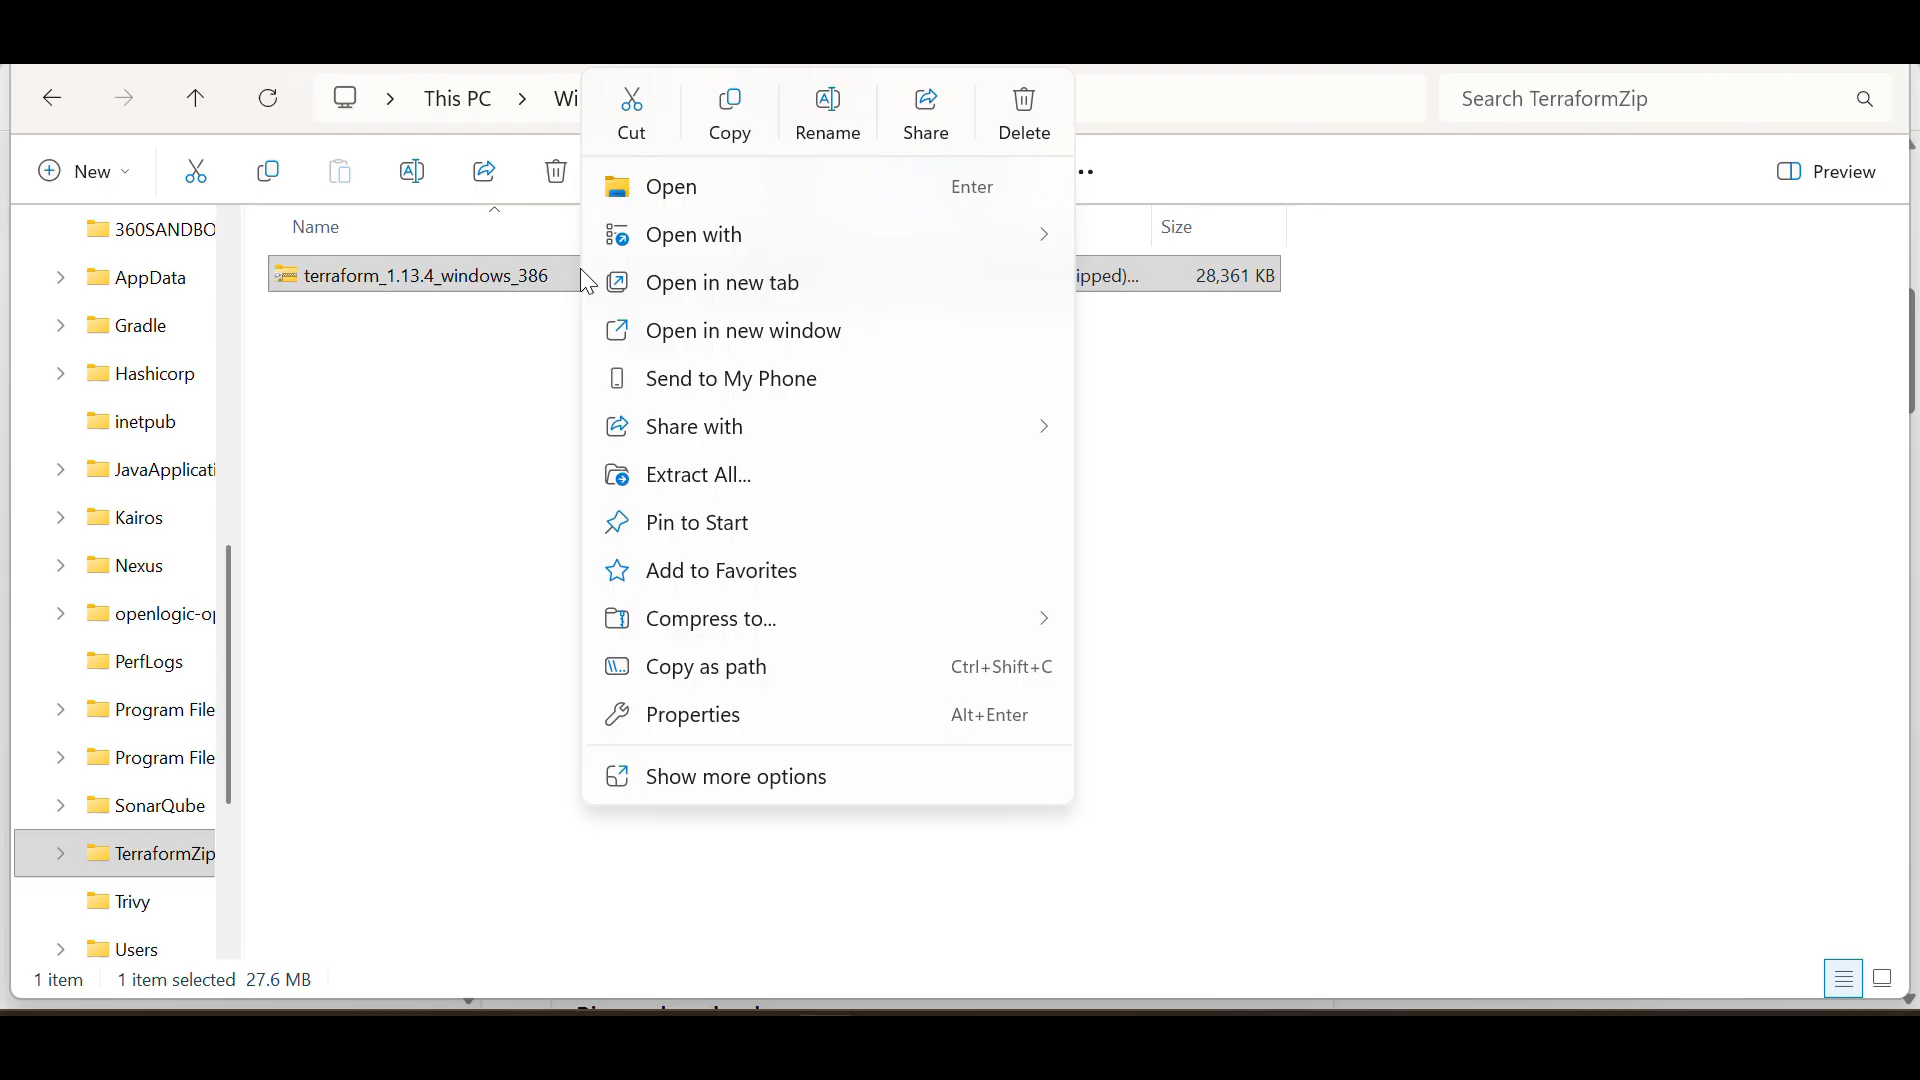 This PC > Wi
Search TerraformZip
Cut
Copy
Rename
Share
Delete
New
Preview
Open Enter
Open with
Open in new tab
Open in new window
Send to My Phone
Share with
Extract All...
Pin to Start
Add to Favorites
Compress to...
Copy as path Ctrl+Shift+C
Properties Alt+Enter
Show more options
Name
Size
terraform_1.13.4_windows_386
ipped)...
28,361 KB
360SANDBO
AppData
Gradle
Hashicorp
inetpub
JavaApplicati
Kairos
Nexus
openlogic-op
PerfLogs
Program File
Program File
SonarQube
TerraformZip
Trivy
Users
1 item
1 item selected 27.6 MB